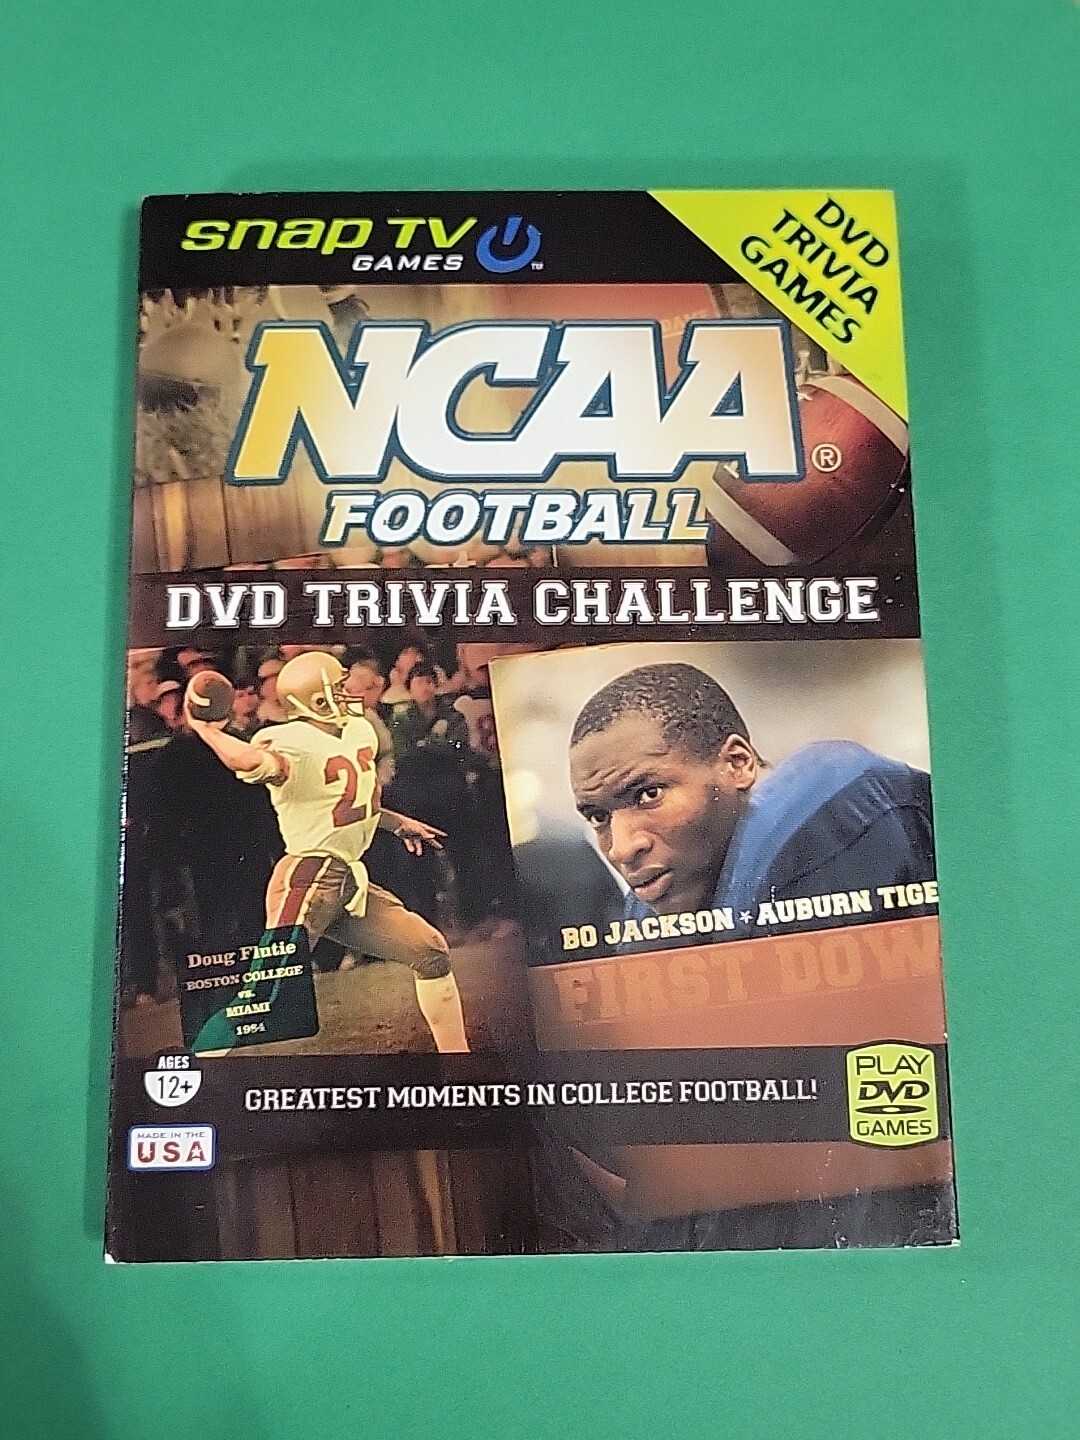 snap TV
GAMES
TM
DVD
TRIVIA
GAMES
NCAA
®
FOOTBALL
DVD TRIVIA CHALLENGE
22
Doug Flutie
BOSTON COLLEGE
vs.
MIAMI
1984
BO JACKSON * AUBURN TIGE
FIRST DOW
AGES
12+
GREATEST MOMENTS IN COLLEGE FOOTBALL!
PLAY
DVD
GAMES
MADE IN THE
USA